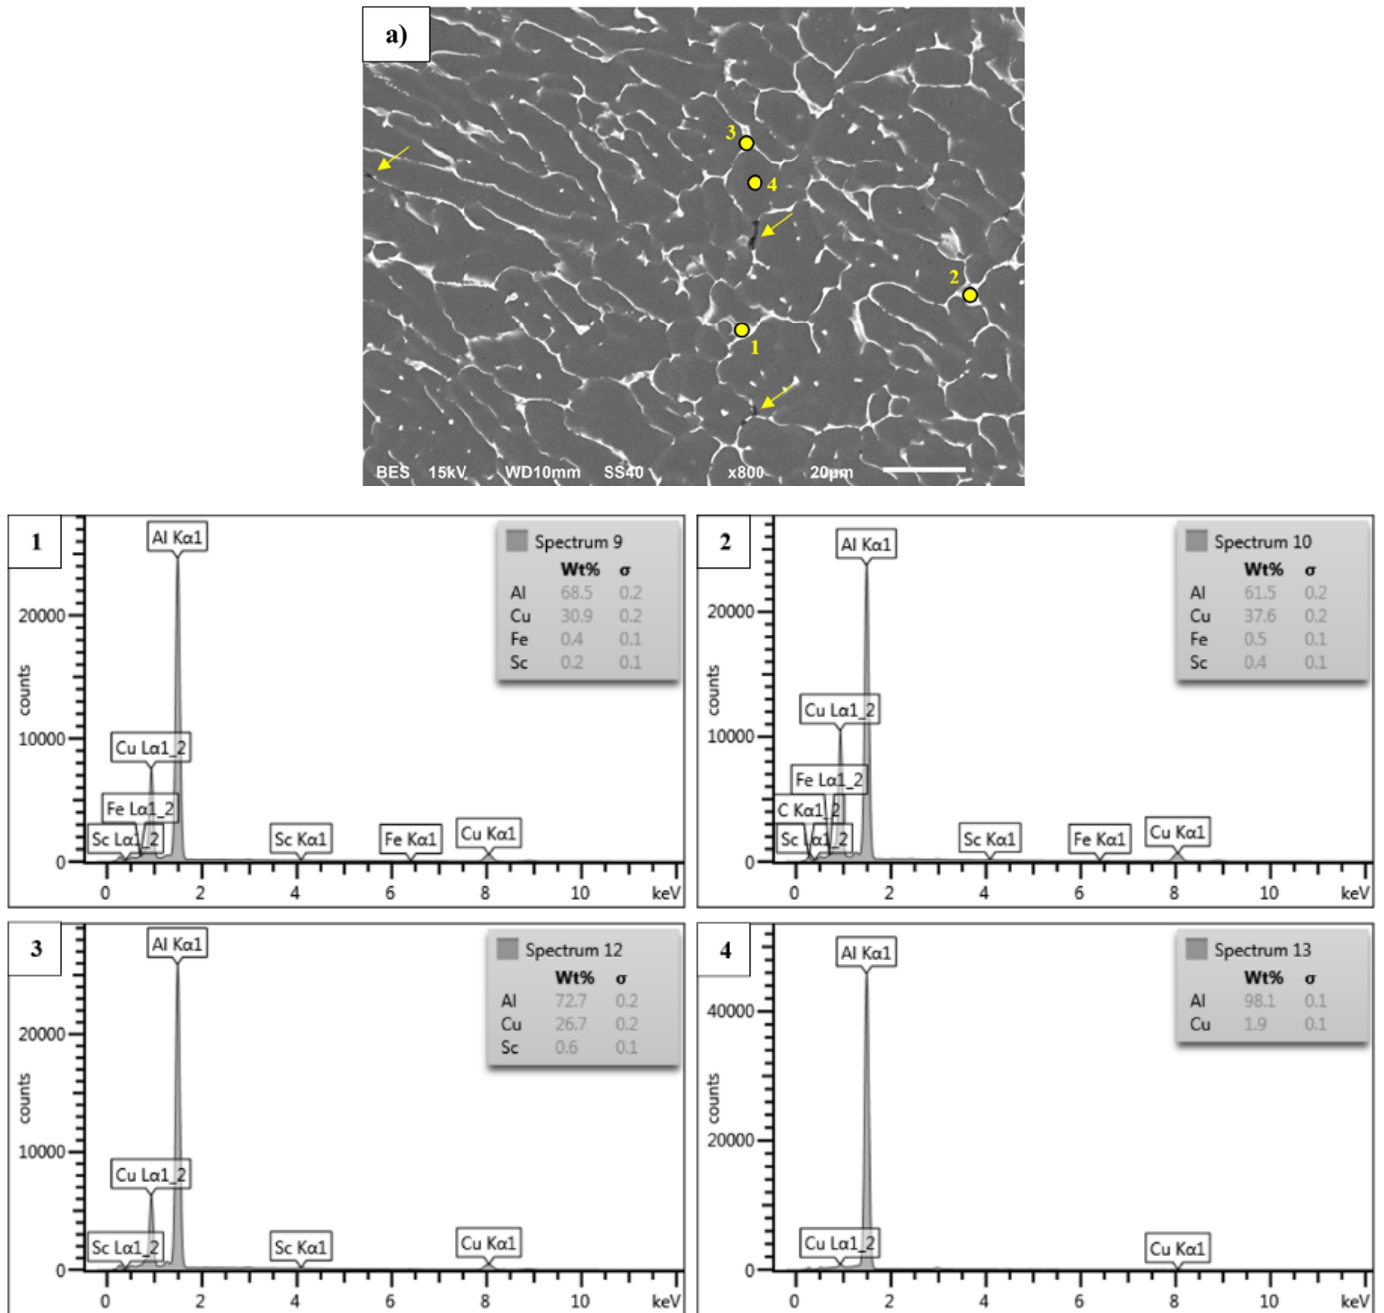 a)
3
4
2
1
BES 15kV WD10mm SS40 x800 20μm
1
Al Kα1
Spectrum 9
Wt% σ
Al 68.5 0.2
Cu 30.9 0.2
Fe 0.4 0.1
Sc 0.2 0.1
20000
counts
10000
Cu Lα1_2
Fe Lα1_2
Sc Lα1_2
Sc Kα1
Fe Kα1
Cu Kα1
0
0 2 4 6 8 10 keV
2
Al Kα1
Spectrum 10
Wt% σ
Al 61.5 0.2
Cu 37.6 0.2
Fe 0.5 0.1
Sc 0.4 0.1
20000
counts
10000
Cu Lα1_2
Fe Lα1_2
C Kα1_2
Sc Lα1_2
Sc Kα1
Fe Kα1
Cu Kα1
0
0 2 4 6 8 10 keV
3
Al Kα1
Spectrum 12
Wt% σ
Al 72.7 0.2
Cu 26.7 0.2
Sc 0.6 0.1
20000
counts
10000
Cu Lα1_2
Sc Lα1_2
Sc Kα1
Cu Kα1
0
0 2 4 6 8 10 keV
4
Al Kα1
Spectrum 13
Wt% σ
Al 98.1 0.1
Cu 1.9 0.1
40000
counts
20000
Cu Lα1_2
Cu Kα1
0
0 2 4 6 8 10 keV